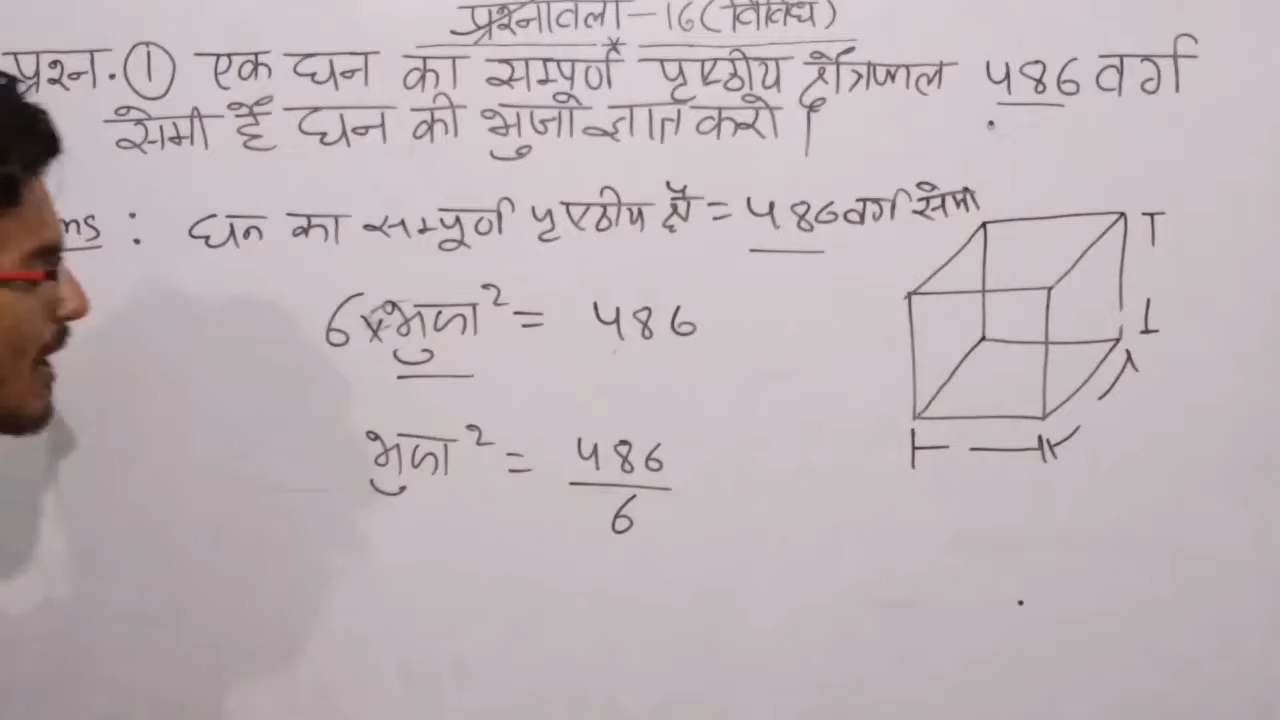 प्रश्नावली-16(विविध)
प्रश्न.① एक घन का सम्पूर्ण पृष्ठीय क्षेत्रफल 486 वर्ग
सेमी है घन की भुजा ज्ञात करो।
ns : घन का सम्पूर्ण पृष्ठीय क्षे = 486 वर्ग सेमी
6×भुजा² = 486
भुजा² = 486/6